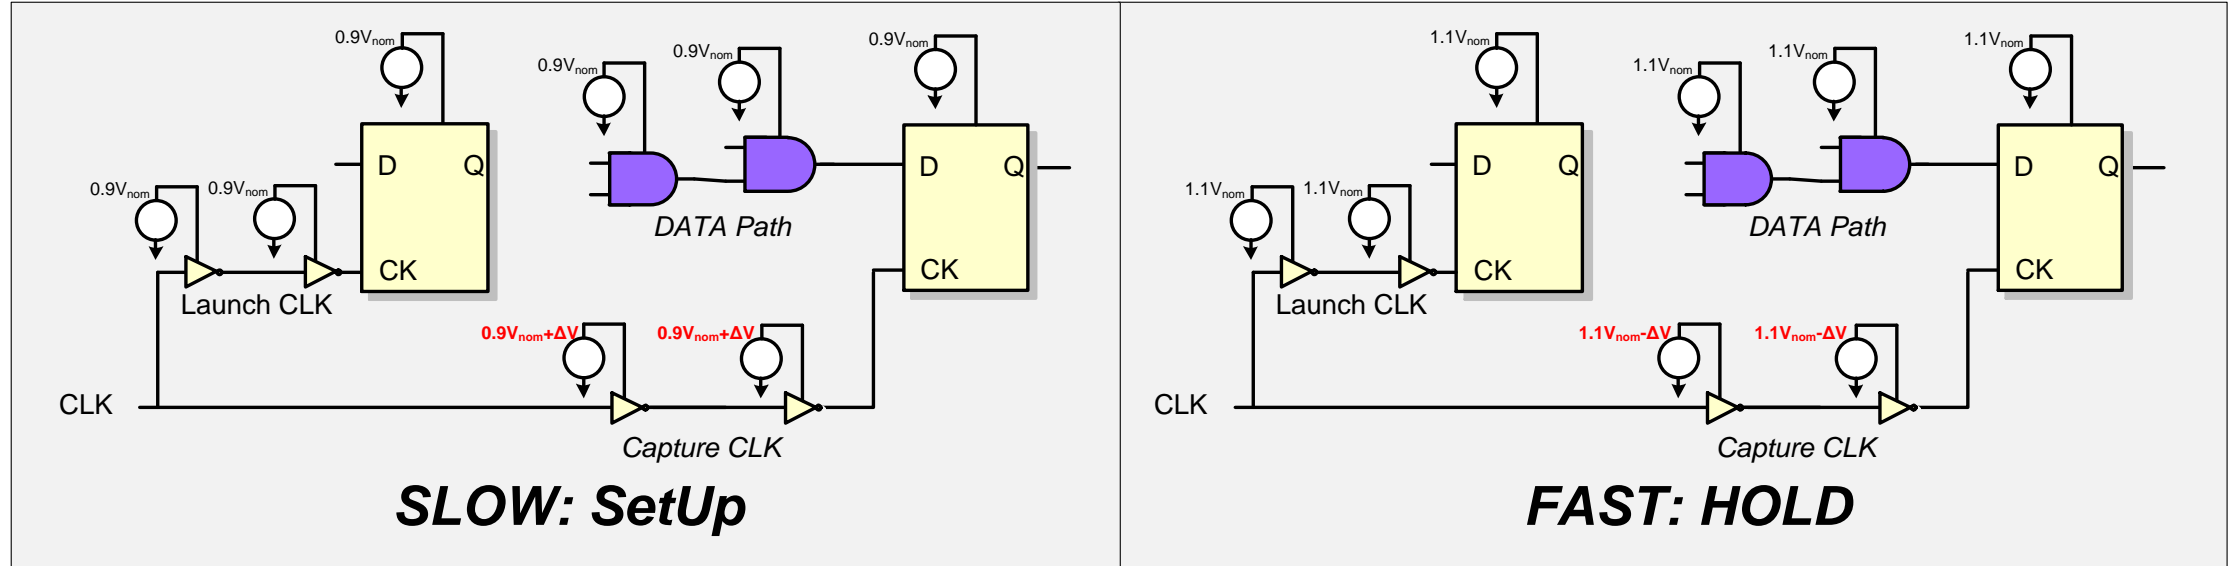 0.9Vnom
0.9Vnom
0.9Vnom
0.9Vnom
D
Q
D
Q
0.9Vnom
0.9Vnom
DATA Path
CK
CK
Launch CLK
0.9Vnom+ΔV
0.9Vnom+ΔV
CLK
Capture CLK
SLOW: SetUp
1.1Vnom
1.1Vnom
1.1Vnom
1.1Vnom
D
Q
D
Q
1.1Vnom
1.1Vnom
DATA Path
CK
CK
Launch CLK
1.1Vnom-ΔV
1.1Vnom-ΔV
CLK
Capture CLK
FAST: HOLD